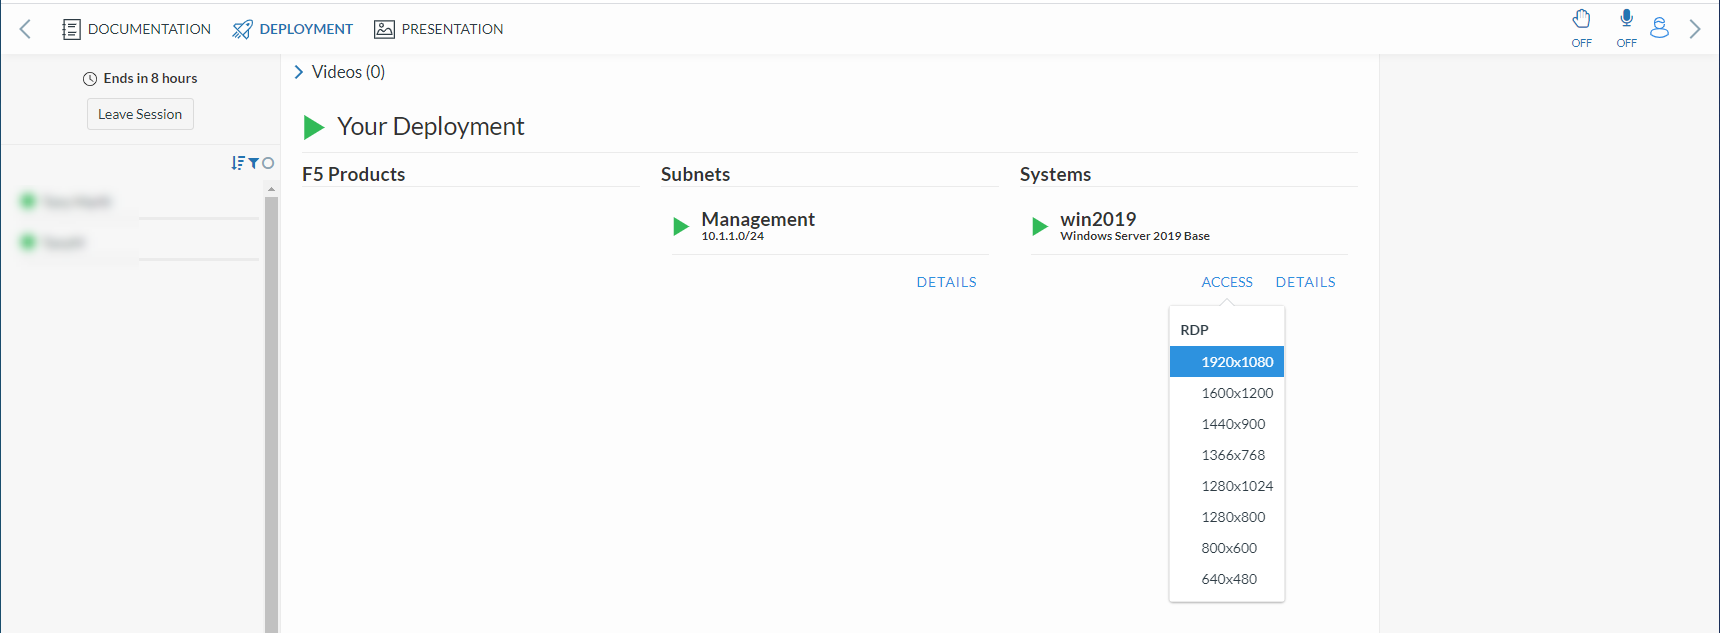 DOCUMENTATION DEPLOYMENT PRESENTATION
OFF OFF
Ends in 8 hours
Leave Session
Videos (0)
Your Deployment
F5 Products
Subnets
Management
10.1.1.0/24
DETAILS
Systems
win2019
Windows Server 2019 Base
ACCESS DETAILS
RDP
1920x1080
1600x1200
1440x900
1366x768
1280x1024
1280x800
800x600
640x480